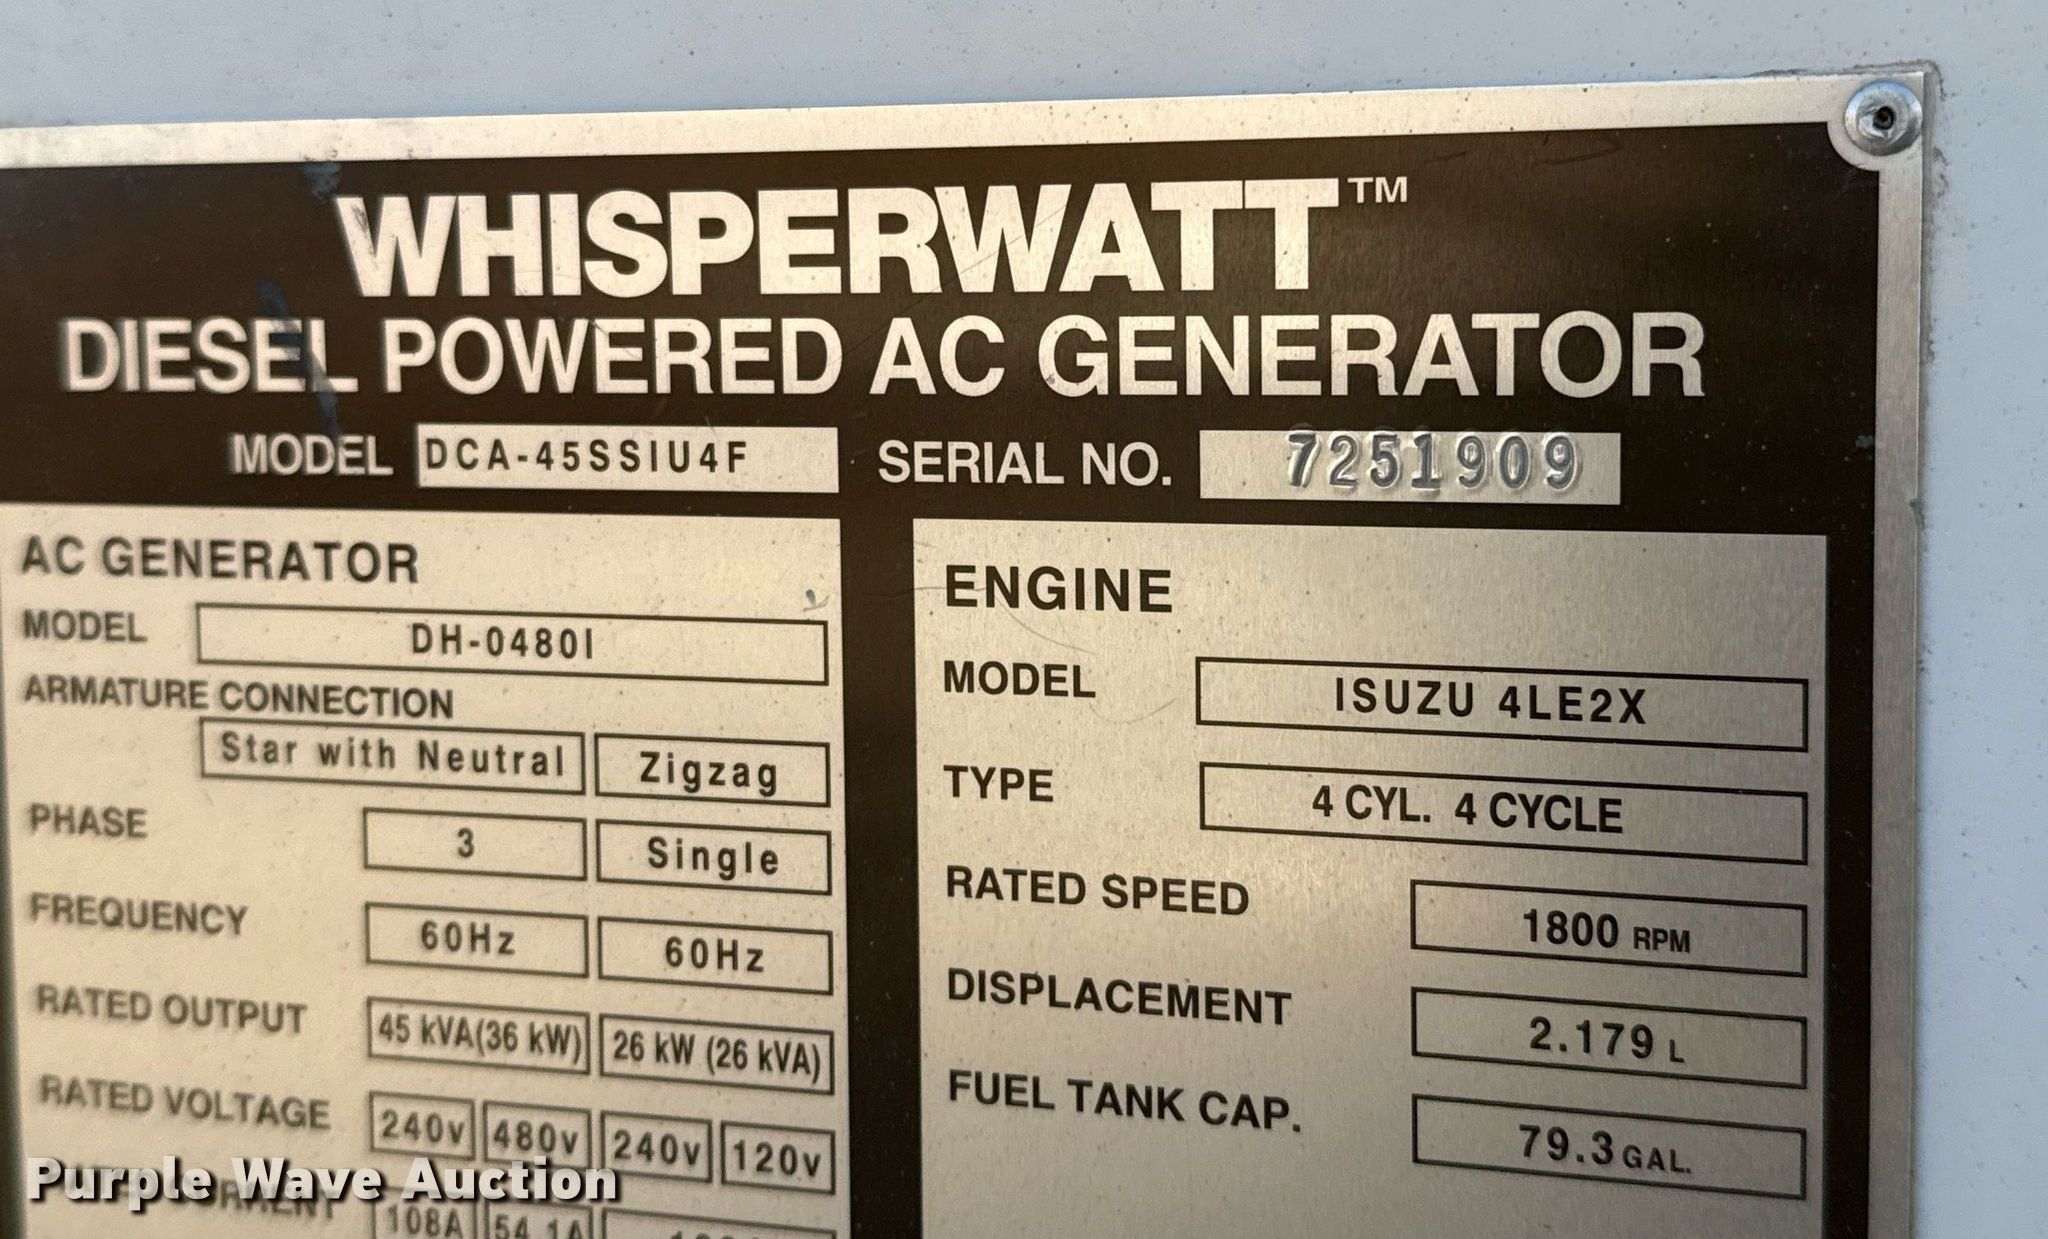 WHISPERWATT™
DIESEL POWERED AC GENERATOR
MODEL DCA-45SSIU4F SERIAL NO. 7251909
AC GENERATOR
MODEL DH-0480I
ARMATURE CONNECTION
Star with Neutral Zigzag
PHASE 3 Single
FREQUENCY 60Hz 60Hz
RATED OUTPUT 45 kVA(36 kW) 26 kW (26 kVA)
RATED VOLTAGE 240v 480v 240v 120v
108A 54.1A
ENGINE
MODEL ISUZU 4LE2X
TYPE 4 CYL. 4 CYCLE
RATED SPEED 1800 RPM
DISPLACEMENT 2.179 L
FUEL TANK CAP. 79.3 GAL.
Purple Wave Auction